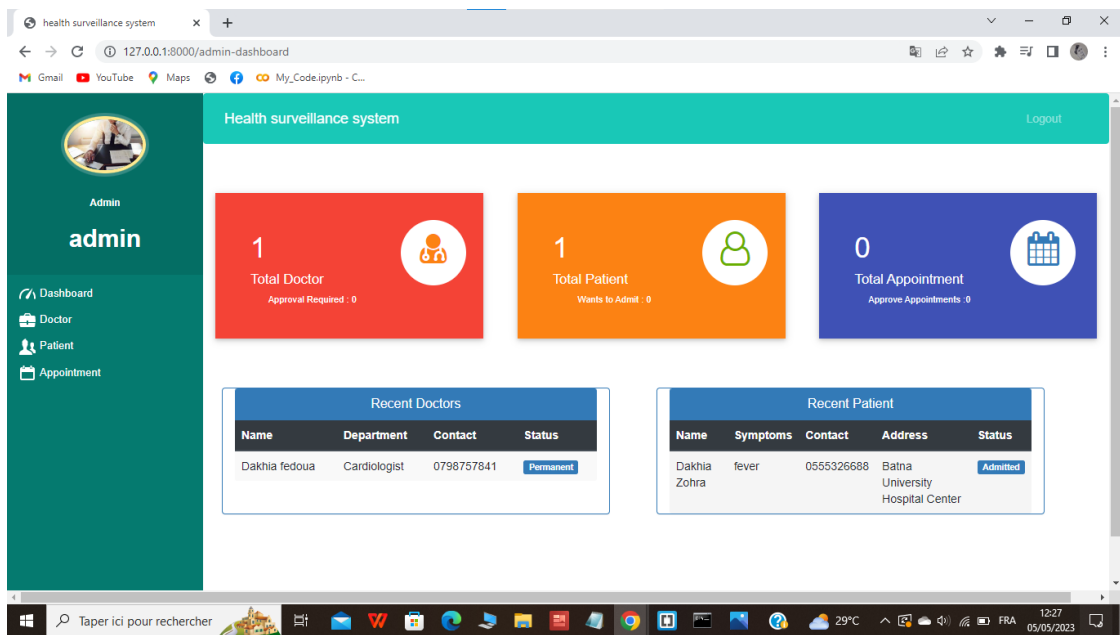 health surveillance system
127.0.0.1:8000/admin-dashboard
Gmail YouTube Maps My_Code.ipynb - C...
Health surveillance system
Logout
Admin
admin
Dashboard
Doctor
Patient
Appointment
1
Total Doctor
Approval Required : 0
1
Total Patient
Wants to Admit : 0
0
Total Appointment
Approve Appointments :0
Recent Doctors
Name Department Contact Status
Dakhia fedoua Cardiologist 0798757841 Permanent
Recent Patient
Name Symptoms Contact Address Status
Dakhia Zohra fever 0555326688 Batna University Hospital Center Admitted
Taper ici pour rechercher
29°C
FRA
12:27
05/05/2023